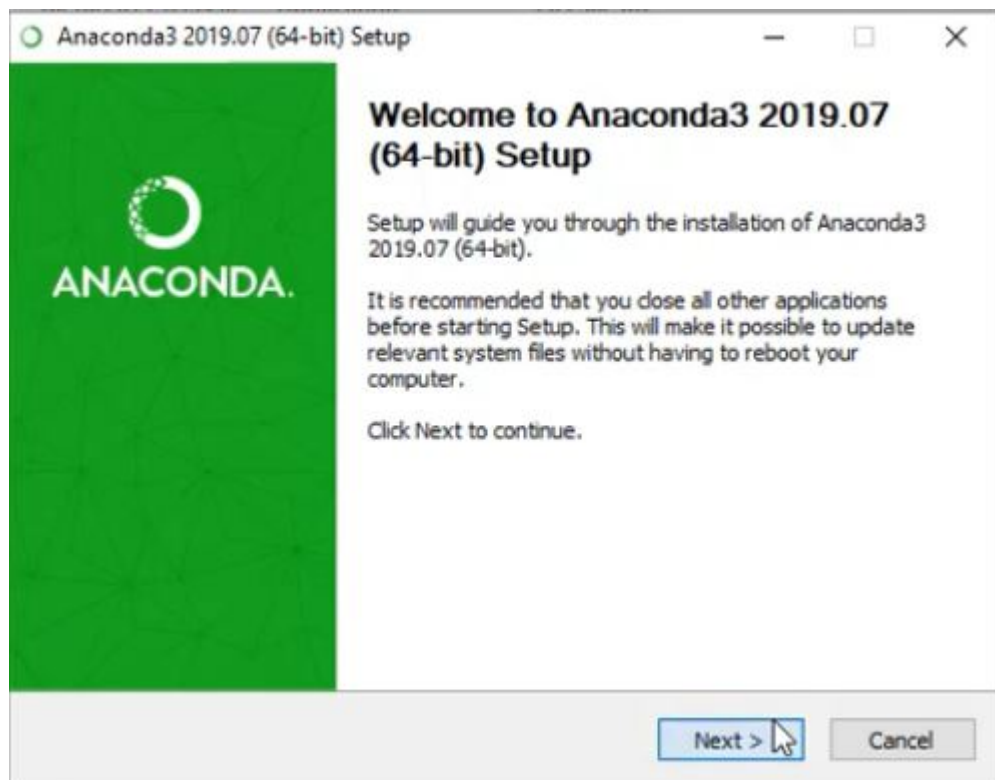 Anaconda3 2019.07 (64-bit) Setup
ANACONDA.
Welcome to Anaconda3 2019.07
(64-bit) Setup
Setup will guide you through the installation of Anaconda3
2019.07 (64-bit).
It is recommended that you close all other applications
before starting Setup. This will make it possible to update
relevant system files without having to reboot your
computer.
Click Next to continue.
Next >
Cancel